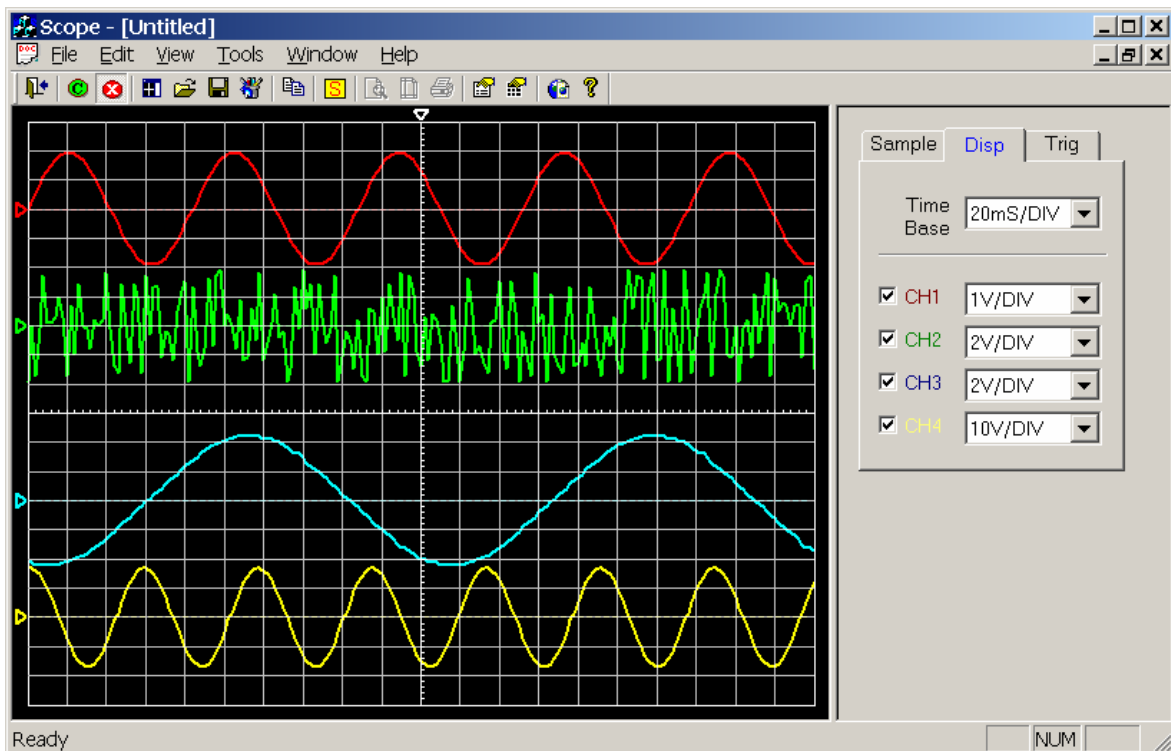 Scope - [Untitled]
File Edit View Tools Window Help
Sample Disp Trig
Time Base 20mS/DIV
CH1 1V/DIV
CH2 2V/DIV
CH3 2V/DIV
CH4 10V/DIV
Ready NUM